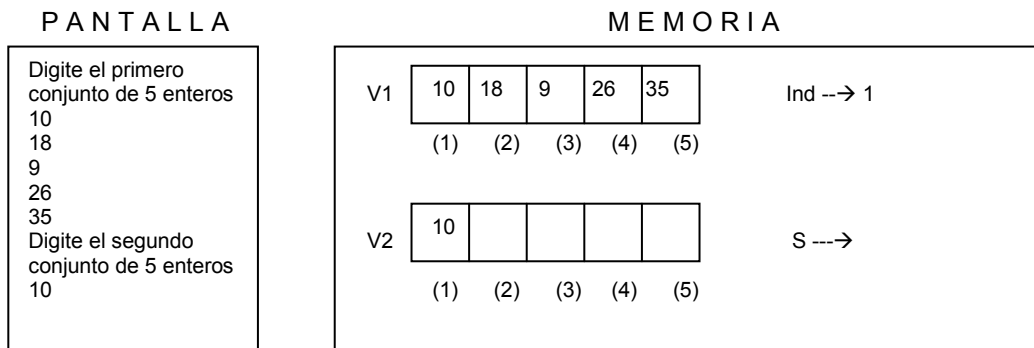 PANTALLA
MEMORIA
Digite el primero
conjunto de 5 enteros
10
18
9
26
35
Digite el segundo
conjunto de 5 enteros
10
V1 10 18 9 26 35 Ind --→ 1
(1) (2) (3) (4) (5)
V2 10 S ---→
(1) (2) (3) (4) (5)